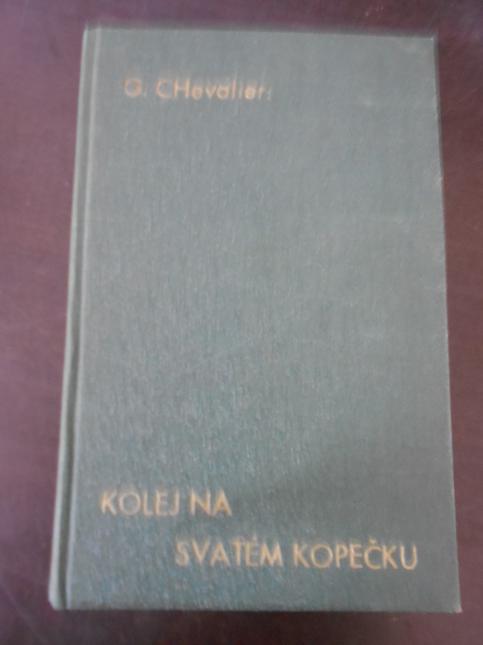 G. CHevalier:
KOLEJ NA
SVATÉM KOPEČKU